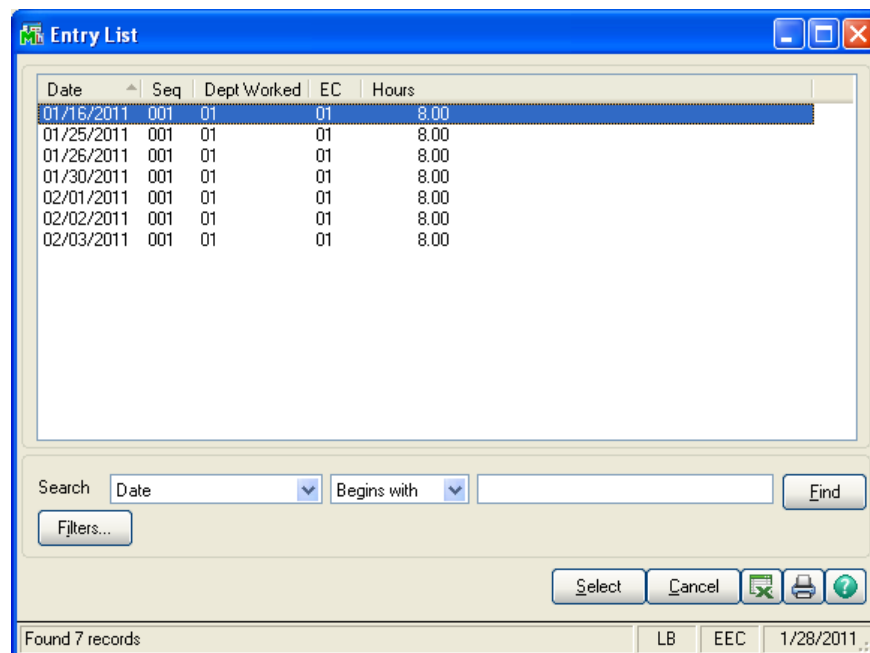 Entry List
Date Seq Dept Worked EC Hours
01/16/2011 001 01 01 8.00
01/25/2011 001 01 01 8.00
01/26/2011 001 01 01 8.00
01/30/2011 001 01 01 8.00
02/01/2011 001 01 01 8.00
02/02/2011 001 01 01 8.00
02/03/2011 001 01 01 8.00
Search Date Begins with Find
Filters...
Select Cancel
Found 7 records LB EEC 1/28/2011